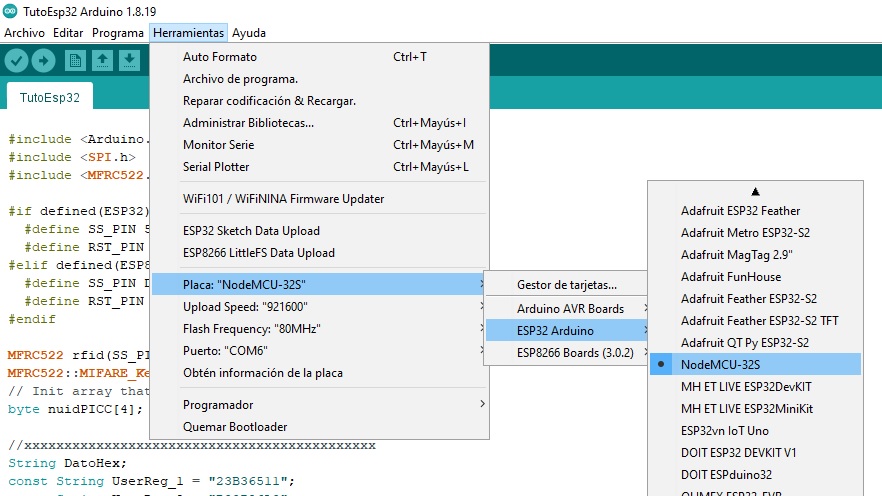 TutoEsp32 Arduino 1.8.19
Archivo Editar Programa Herramientas Ayuda
TutoEsp32
#include <Arduino.
#include <SPI.h>
#include <MFRC522.
#if defined(ESP32)
#define SS_PIN 5
#define RST_PIN
#elif defined(ESP8
#define SS_PIN D
#define RST_PIN
#endif
MFRC522 rfid(SS_PI
MFRC522::MIFARE_Ke
// Init array that
byte nuidPICC[4];
//xxxxxxxxxxxxxxxxxxxxxxxxxxxxxxxxxxxxxxxxxxxx
String DatoHex;
const String UserReg_1 = "23B36511";
Auto Formato Ctrl+T
Archivo de programa.
Reparar codificación & Recargar.
Administrar Bibliotecas... Ctrl+Mayús+I
Monitor Serie Ctrl+Mayús+M
Serial Plotter Ctrl+Mayús+L
WiFi101 / WiFiNINA Firmware Updater
ESP32 Sketch Data Upload
ESP8266 LittleFS Data Upload
Placa: "NodeMCU-32S"
Upload Speed: "921600"
Flash Frequency: "80MHz"
Puerto: "COM6"
Obtén información de la placa
Programador
Quemar Bootloader
Gestor de tarjetas...
Arduino AVR Boards
ESP32 Arduino
ESP8266 Boards (3.0.2)
Adafruit ESP32 Feather
Adafruit Metro ESP32-S2
Adafruit MagTag 2.9"
Adafruit FunHouse
Adafruit Feather ESP32-S2
Adafruit Feather ESP32-S2 TFT
Adafruit QT Py ESP32-S2
NodeMCU-32S
MH ET LIVE ESP32DevKIT
MH ET LIVE ESP32MiniKit
ESP32vn IoT Uno
DOIT ESP32 DEVKIT V1
DOIT ESPduino32
OLIMEX ESP32-EVB